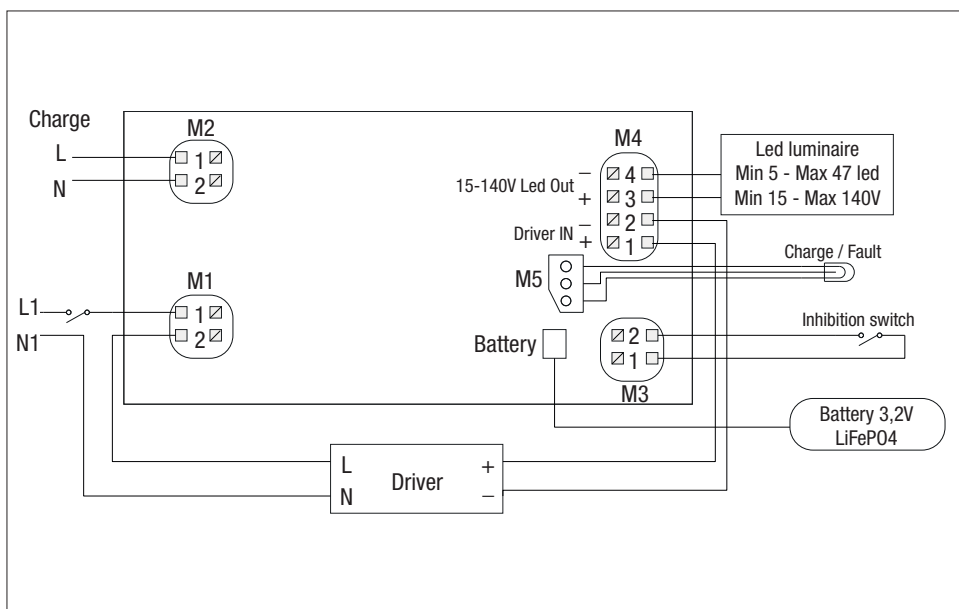 Charge
L
N
M2
1
2
M1
1
2
L1
N1
M4
15-140V Led Out
Driver IN
− 4
+ 3
− 2
+ 1
Led luminaire
Min 5 - Max 47 led
Min 15 - Max 140V
M5
Charge / Fault
Battery
2
1
M3
Inhibition switch
Battery 3,2V
LiFePO4
L
N
Driver
+
−